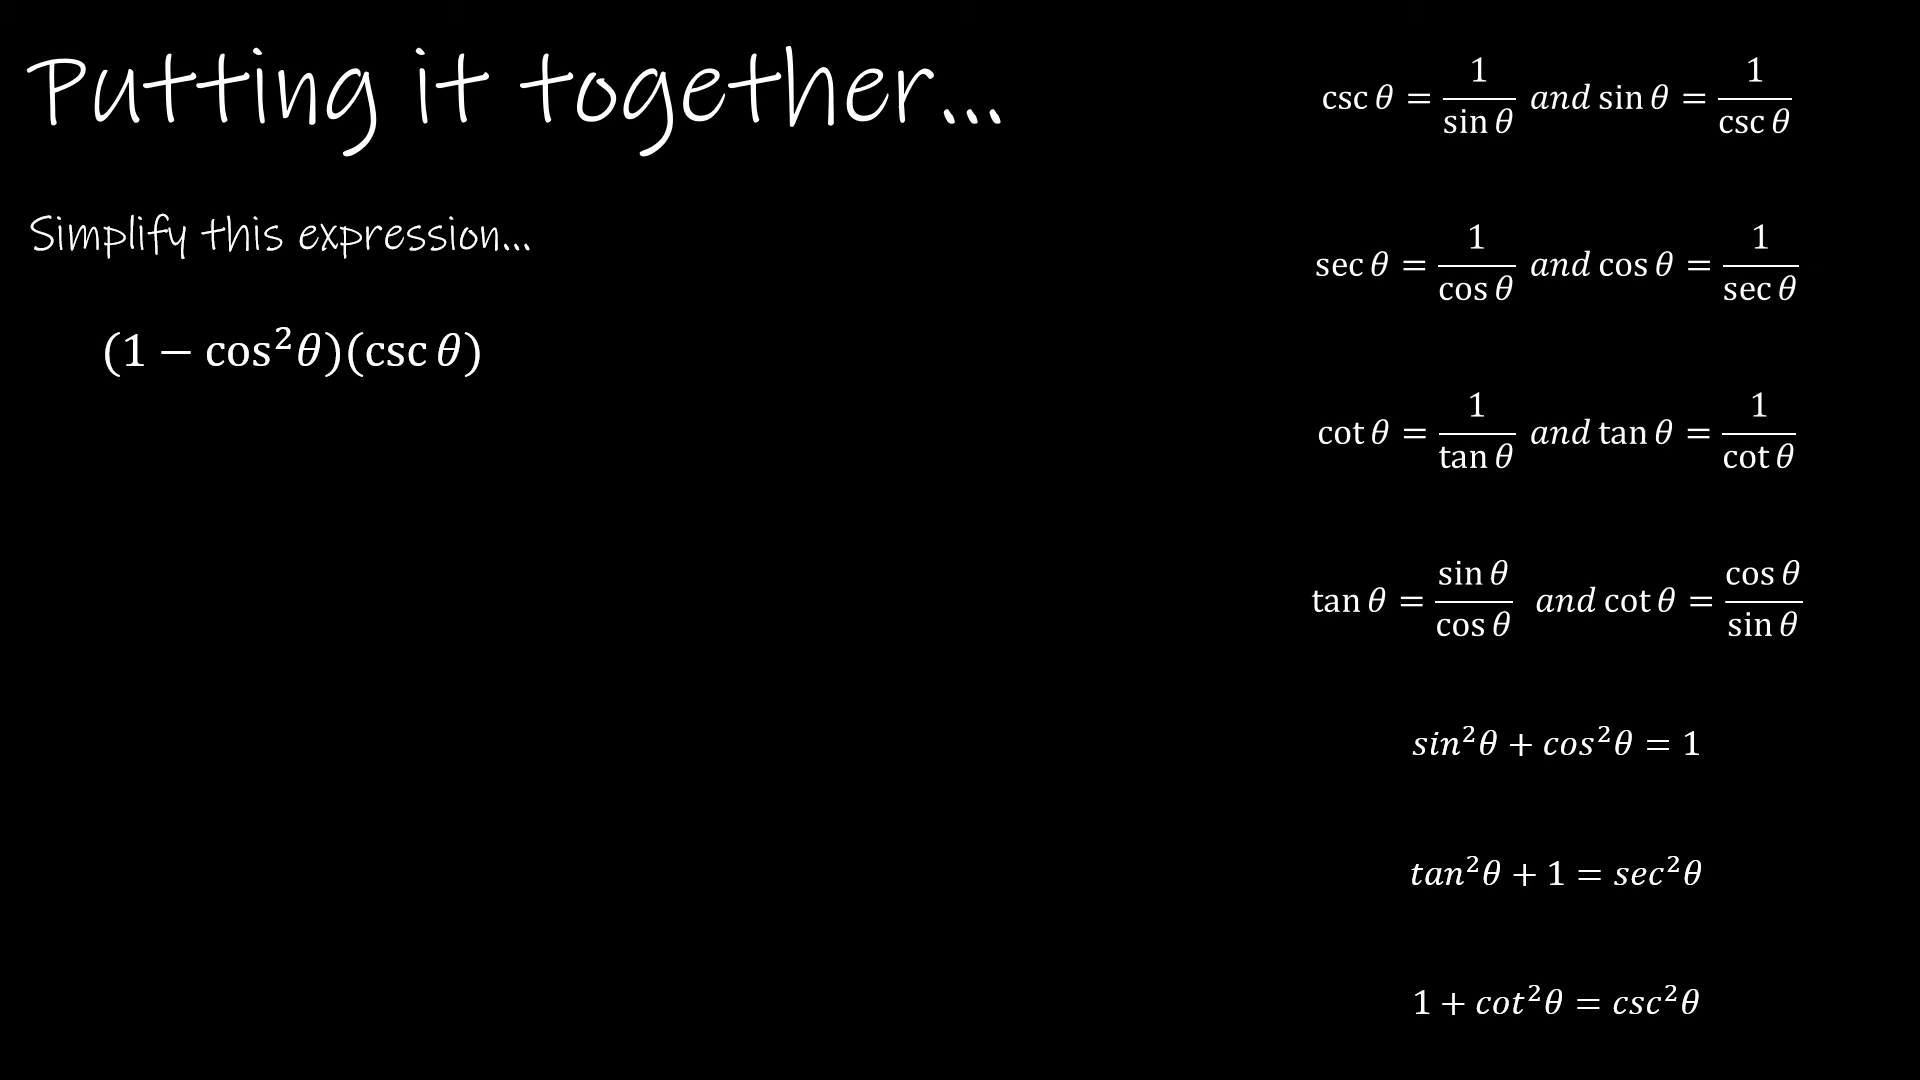 Putting it together...
Simplify this expression...
(1 − cos²θ)(csc θ)
csc θ = 1/sin θ and sin θ = 1/csc θ
sec θ = 1/cos θ and cos θ = 1/sec θ
cot θ = 1/tan θ and tan θ = 1/cot θ
tan θ = sin θ/cos θ and cot θ = cos θ/sin θ
sin²θ + cos²θ = 1
tan²θ + 1 = sec²θ
1 + cot²θ = csc²θ